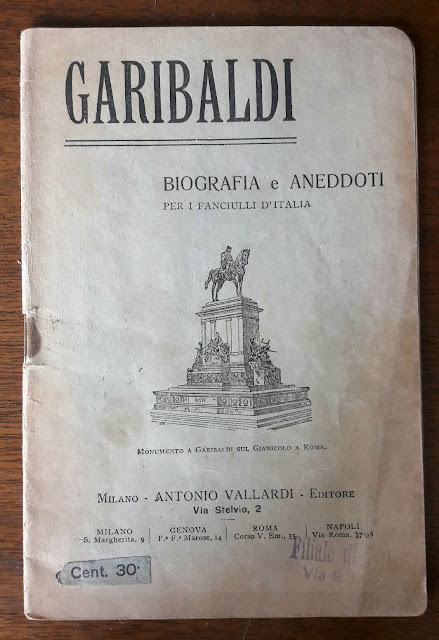 GARIBALDI
BIOGRAFIA e ANEDDOTI
PER I FANCIULLI D'ITALIA
MONUMENTO A GARIBALDI SUL GIANICOLO A ROMA.
MILANO - ANTONIO VALLARDI - EDITORE
Via Stelvio, 2
MILANO GENOVA ROMA NAPOLI
S. Margherita, 9 P.ª F.e Marose, 14 Corso V. Em., 35 Via Roma, 37-38
Filiale di
Via S
Cent. 30·